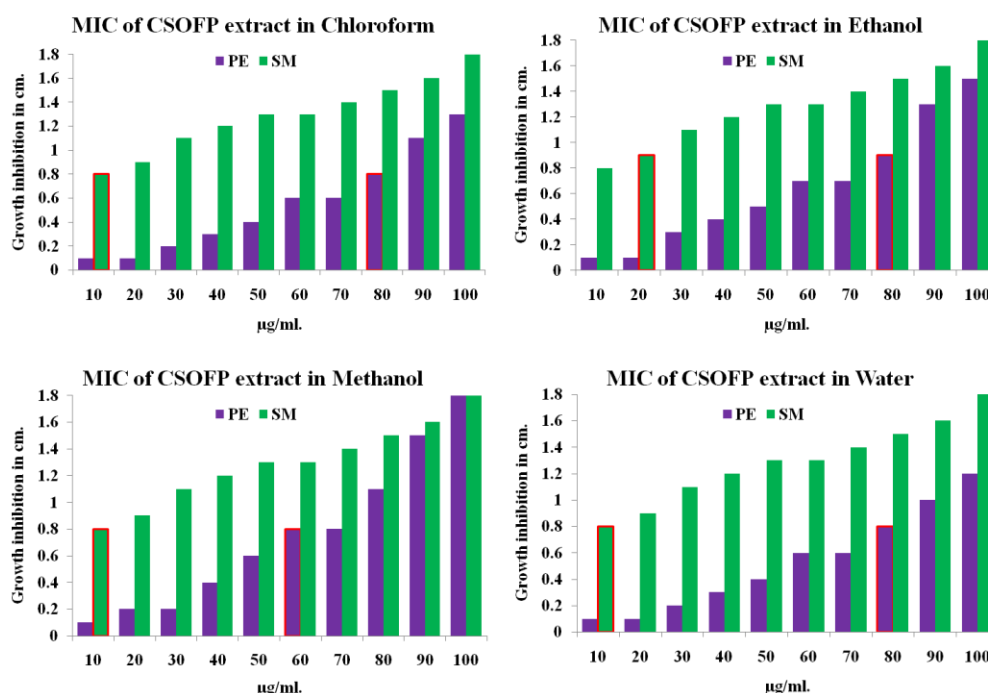 MIC of CSOFP extract in Chloroform
PE SM
Growth inhibition in cm.
1.8
1.6
1.4
1.2
1
0.8
0.6
0.4
0.2
0
10 20 30 40 50 60 70 80 90 100
µg/ml.
MIC of CSOFP extract in Ethanol
PE SM
Growth inhibition in cm.
1.8
1.6
1.4
1.2
1
0.8
0.6
0.4
0.2
0
10 20 30 40 50 60 70 80 90 100
µg/ml.
MIC of CSOFP extract in Methanol
PE SM
Growth inhibition in cm.
1.8
1.6
1.4
1.2
1
0.8
0.6
0.4
0.2
0
10 20 30 40 50 60 70 80 90 100
µg/ml.
MIC of CSOFP extract in Water
PE SM
Growth inhibition in cm.
1.8
1.6
1.4
1.2
1
0.8
0.6
0.4
0.2
0
10 20 30 40 50 60 70 80 90 100
µg/ml.